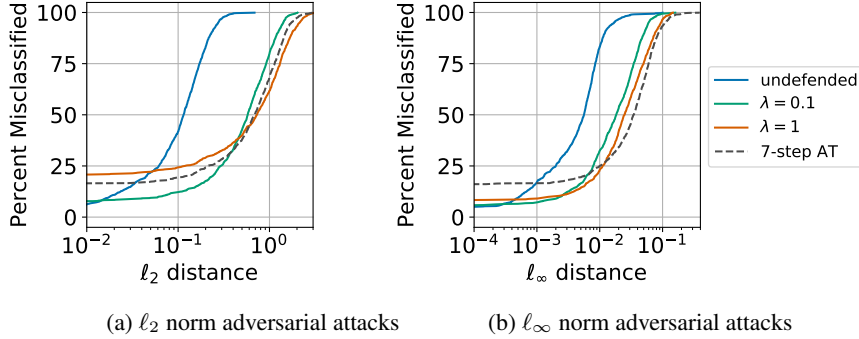 Percent Misclassified
100
75
50
25
0
10⁻² 10⁻¹ 10⁰
ℓ₂ distance
(a) ℓ₂ norm adversarial attacks
Percent Misclassified
100
75
50
25
0
10⁻⁴ 10⁻³ 10⁻² 10⁻¹
ℓ∞ distance
(b) ℓ∞ norm adversarial attacks
undefended
λ = 0.1
λ = 1
7-step AT